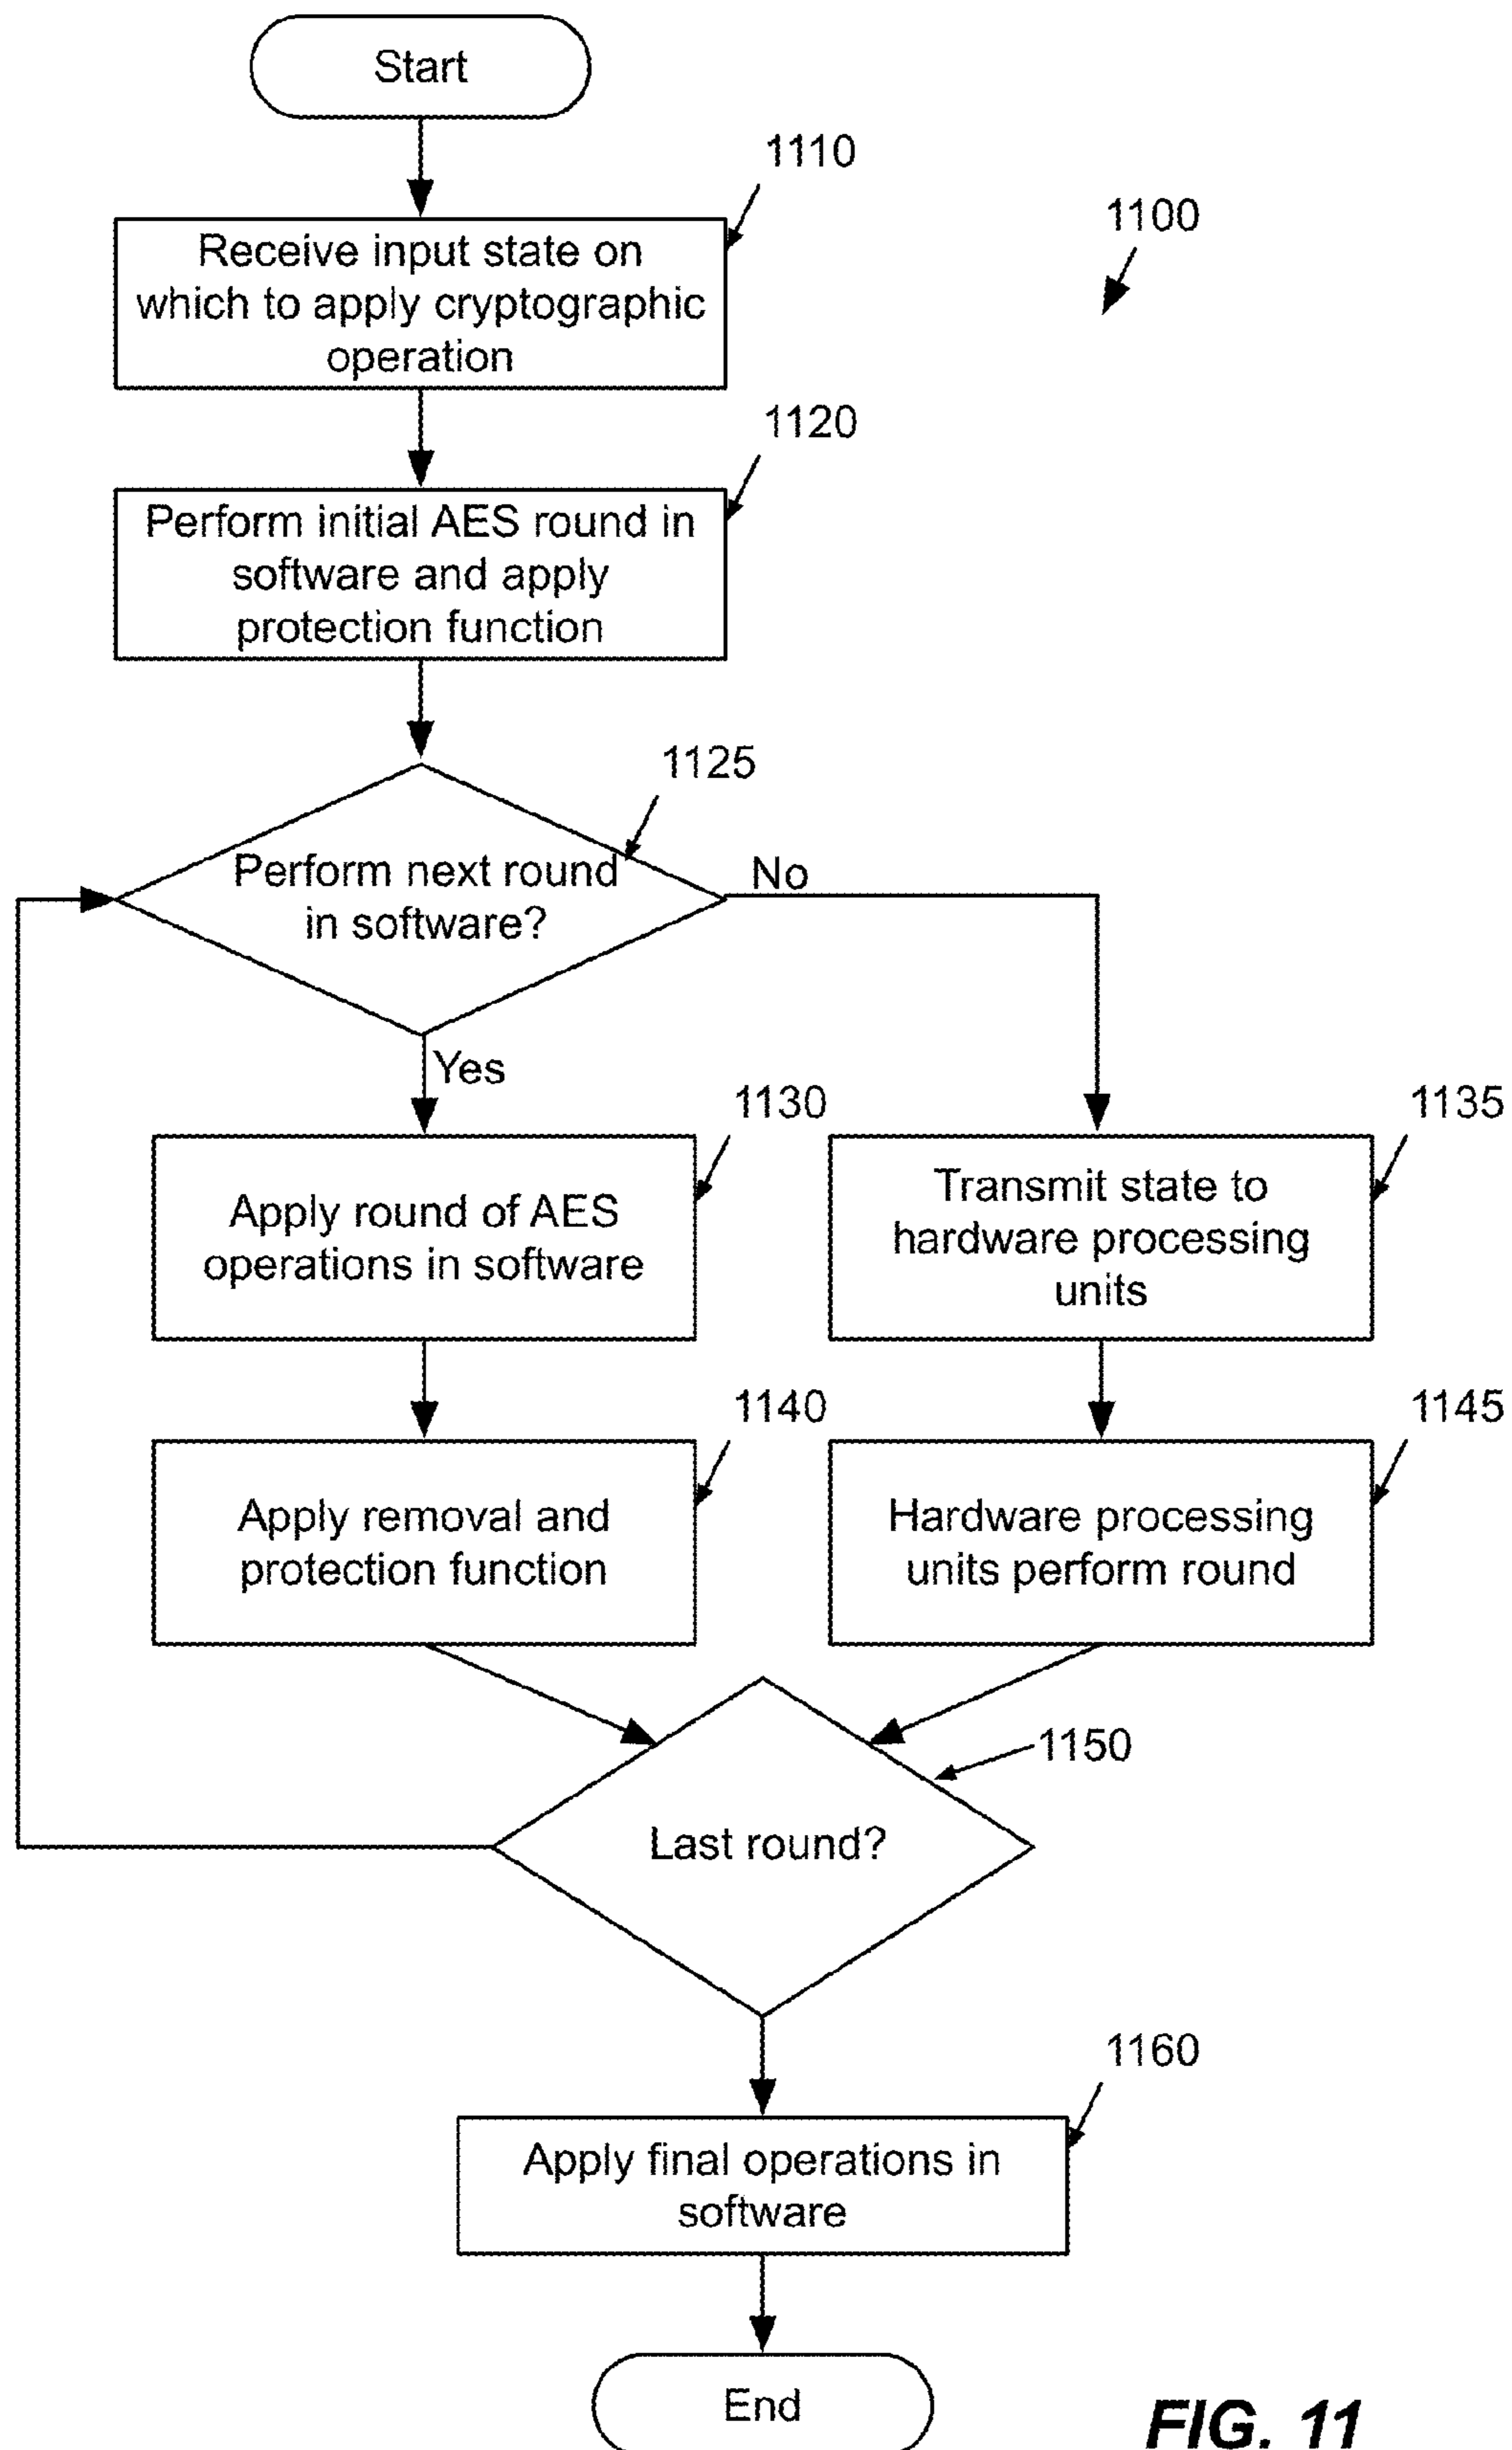 Start
1110
1100
Receive input state on
which to apply cryptographic
operation
1120
Perform initial AES round in
software and apply
protection function
1125
Perform next round
in software?
No
Yes
1130
1135
Apply round of AES
operations in software
Transmit state to
hardware processing
units
1140
1145
Apply removal and
protection function
Hardware processing
units perform round
1150
Last round?
1160
Apply final operations in
software
End
FIG. 11